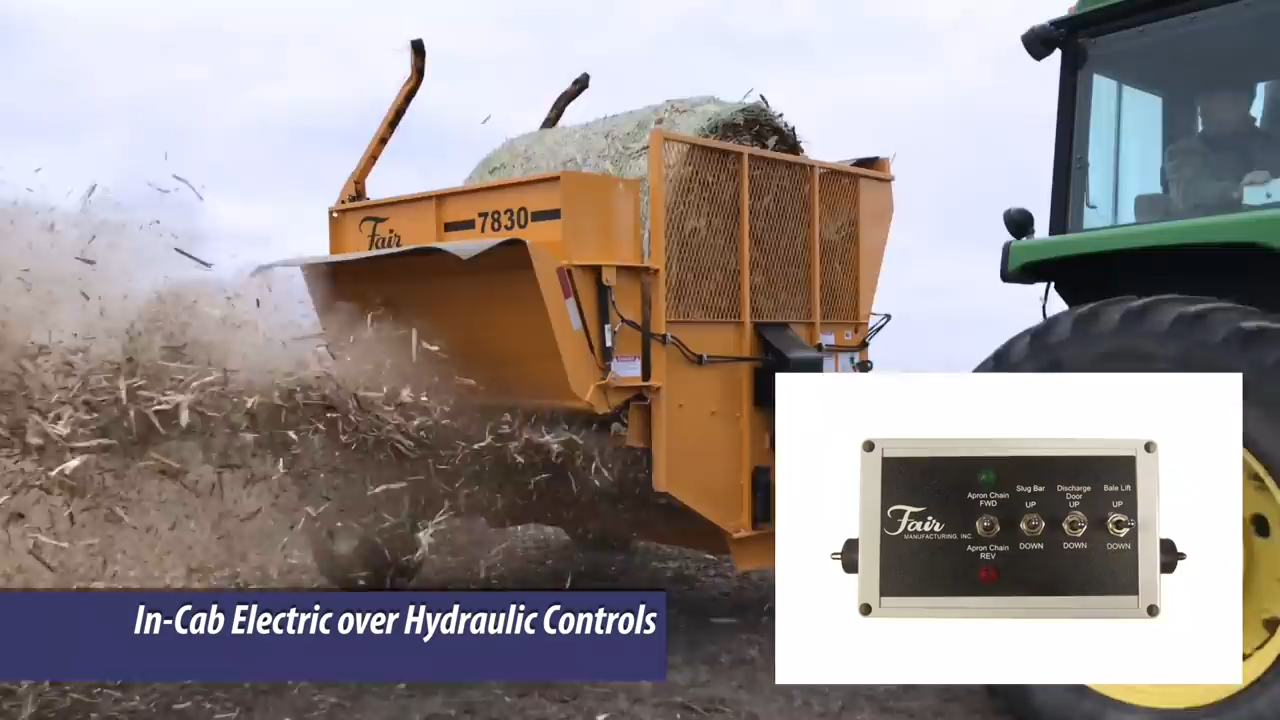 Fair
7830
Fair
MANUFACTURING, INC.
Apron Chain
FWD
Apron Chain
REV
Slug Bar
UP
DOWN
Discharge
Door
UP
DOWN
Bale Lift
UP
DOWN
In-Cab Electric over Hydraulic Controls